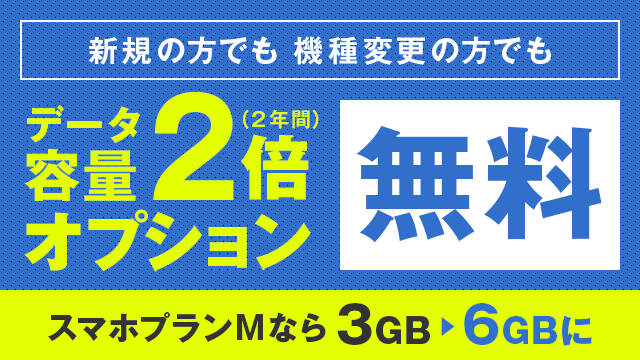 新規の方でも 機種変更の方でも
データ
容量2倍
(2年間)
オプション
無料
スマホプランMなら 3GB▶6GBに